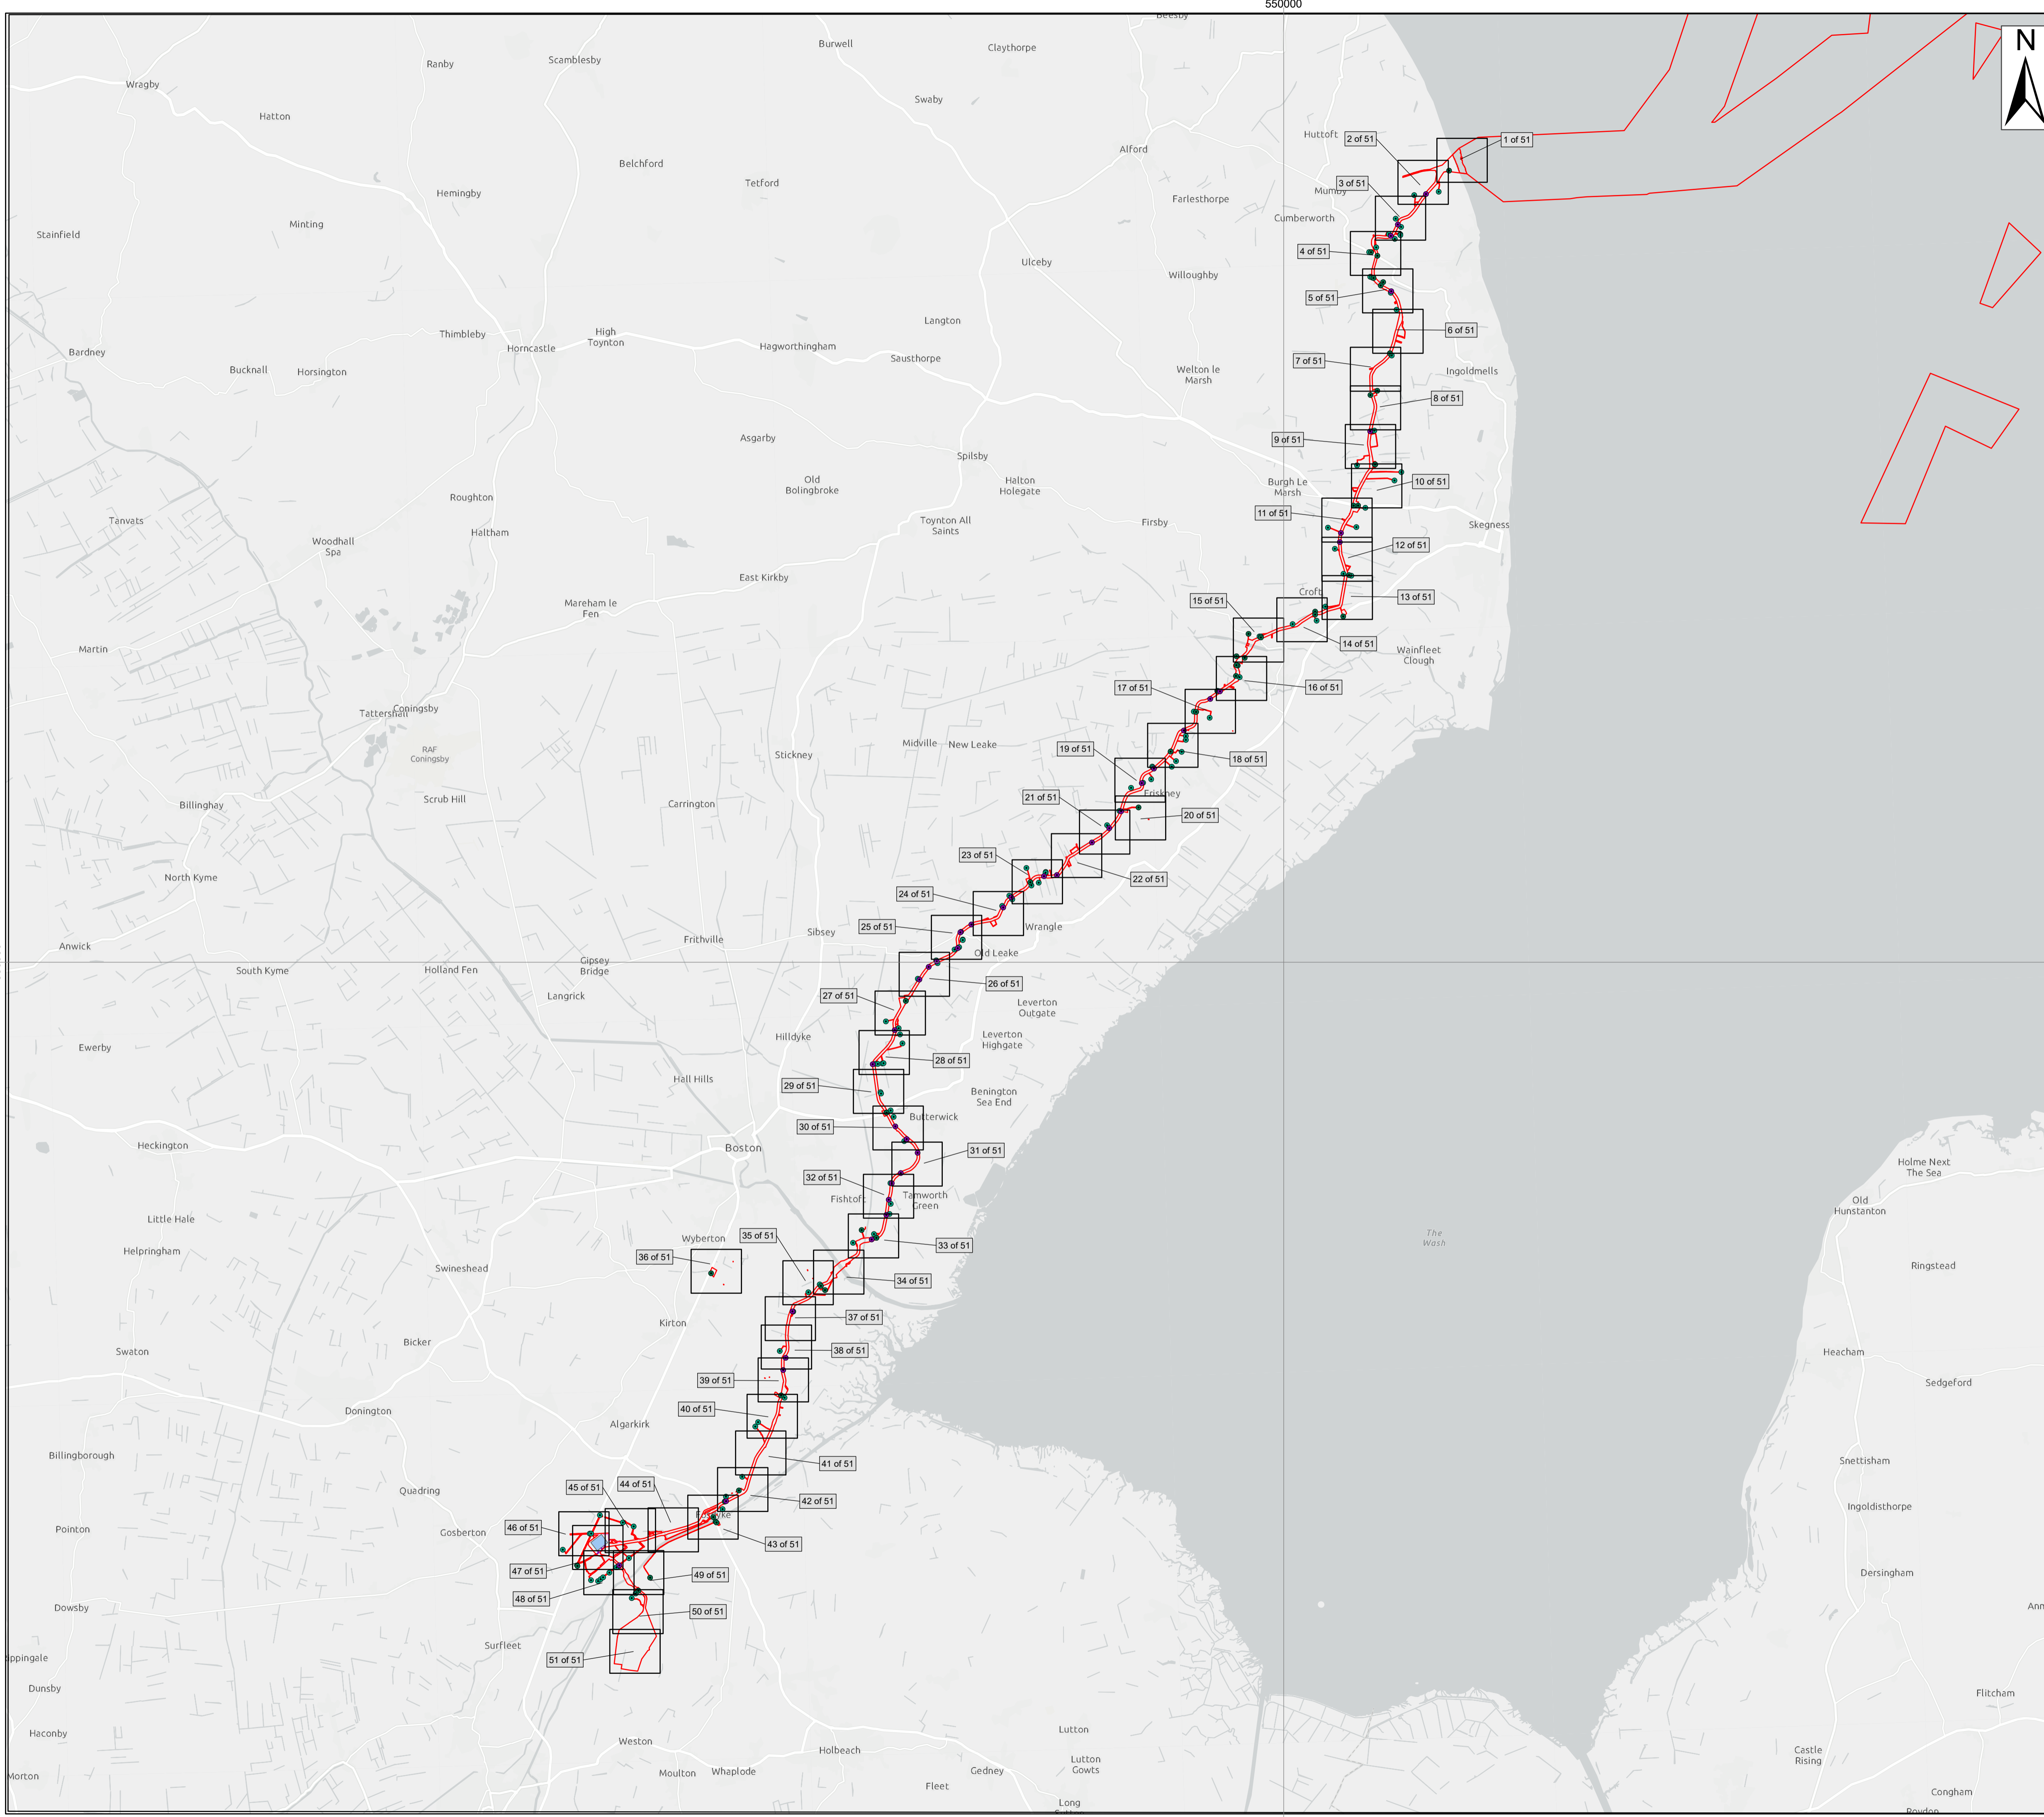 550000
N
Beesby
Burwell
Claythorpe
Ranby
Scamblesby
Wragby
Swaby
Hatton
Huttoft
2 of 51
1 of 51
Alford
Belchford
Tetford
3 of 51
Mumby
Hemingby
Farlesthorpe
Cumberworth
Minting
Stainfield
4 of 51
Ulceby
Willoughby
5 of 51
Langton
6 of 51
Thimbleby
High
Toynton
Horncastle
Hagworthingham
Sausthorpe
Bardney
7 of 51
Bucknall
Horsington
Welton le
Marsh
Ingoldmells
8 of 51
Asgarby
9 of 51
Spilsby
Old
Bolingbroke
Halton
Holegate
Burgh Le
Marsh
10 of 51
Roughton
11 of 51
Tanvats
Toynton All
Saints
Firsby
Skegness
Haltham
Woodhall
Spa
12 of 51
East Kirkby
Croft
13 of 51
Mareham le
Fen
15 of 51
Martin
14 of 51
Wainfleet
Clough
17 of 51
16 of 51
Coningsby
Tattershall
Midville
New Leake
19 of 51
Stickney
RAF
Coningsby
18 of 51
Scrub Hill
Carrington
Billinghay
21 of 51
Friskney
20 of 51
23 of 51
North Kyme
22 of 51
24 of 51
25 of 51
Wrangle
Sibsey
Frithville
Anwick
Old Leake
South Kyme
Holland Fen
Gipsey
Bridge
26 of 51
Langrick
27 of 51
Leverton
Outgate
Hilldyke
Leverton
Highgate
Ewerby
28 of 51
Hall Hills
29 of 51
Benington
Sea End
Butterwick
30 of 51
Heckington
Boston
31 of 51
Holme Next
The Sea
32 of 51
Fishtoft
Tamworth
Green
Old
Hunstanton
Little Hale
The
Wash
35 of 51
Wyberton
33 of 51
Helpringham
36 of 51
Swineshead
Ringstead
34 of 51
Kirton
37 of 51
Bicker
38 of 51
Swaton
Heacham
39 of 51
Sedgeford
40 of 51
Donington
Algarkirk
Billingborough
41 of 51
Snettisham
44 of 51
45 of 51
Quadring
42 of 51
Ingoldisthorpe
Fosdyke
46 of 51
Pointon
Gosberton
43 of 51
47 of 51
49 of 51
Dersingham
48 of 51
Dowsby
50 of 51
Surfleet
51 of 51
Dunsby
Flitcham
Haconby
Lutton
Weston
Holbeach
Castle
Rising
Lutton
Gowts
Moulton
Whaplode
Gedney
Morton
Fleet
Congham
Long
Roydon